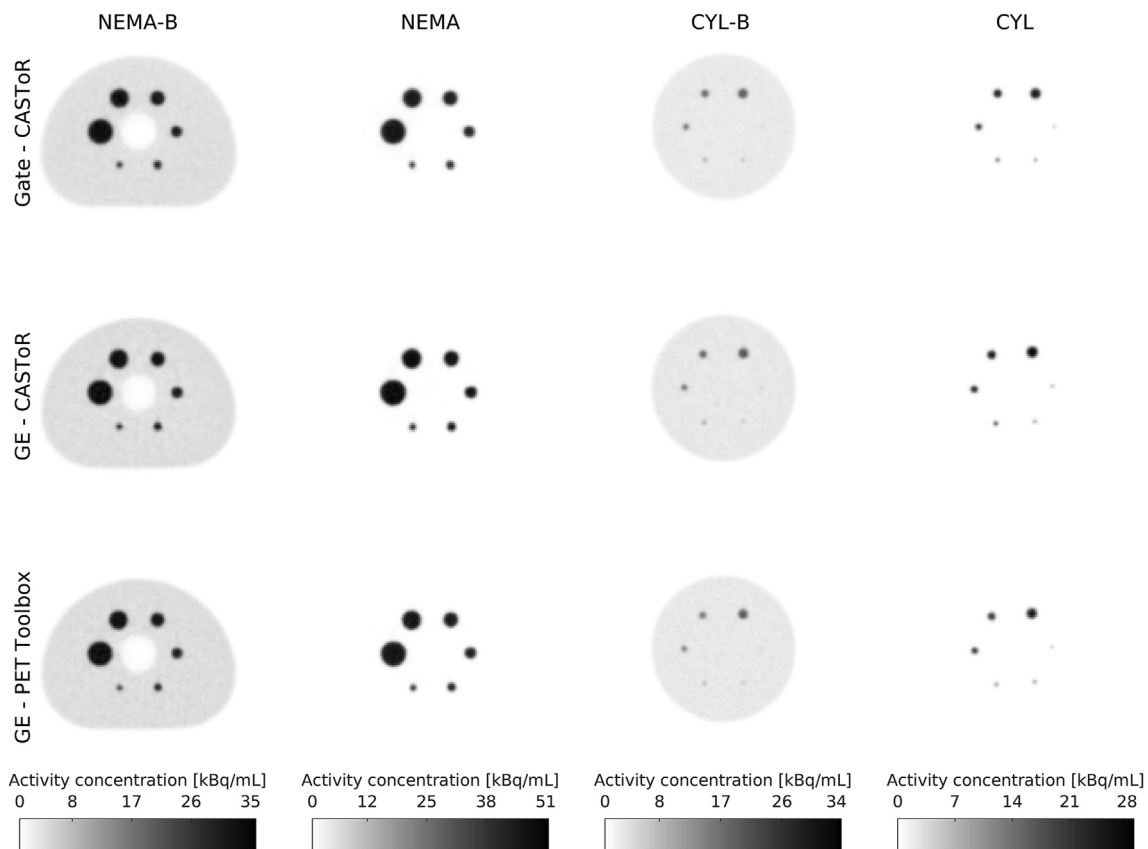 NEMA-B NEMA CYL-B CYL
Gate - CASToR
GE - CASToR
GE - PET Toolbox
Activity concentration [kBq/mL] Activity concentration [kBq/mL] Activity concentration [kBq/mL] Activity concentration [kBq/mL]
0 8 17 26 35 0 12 25 38 51 0 8 17 26 34 0 7 14 21 28